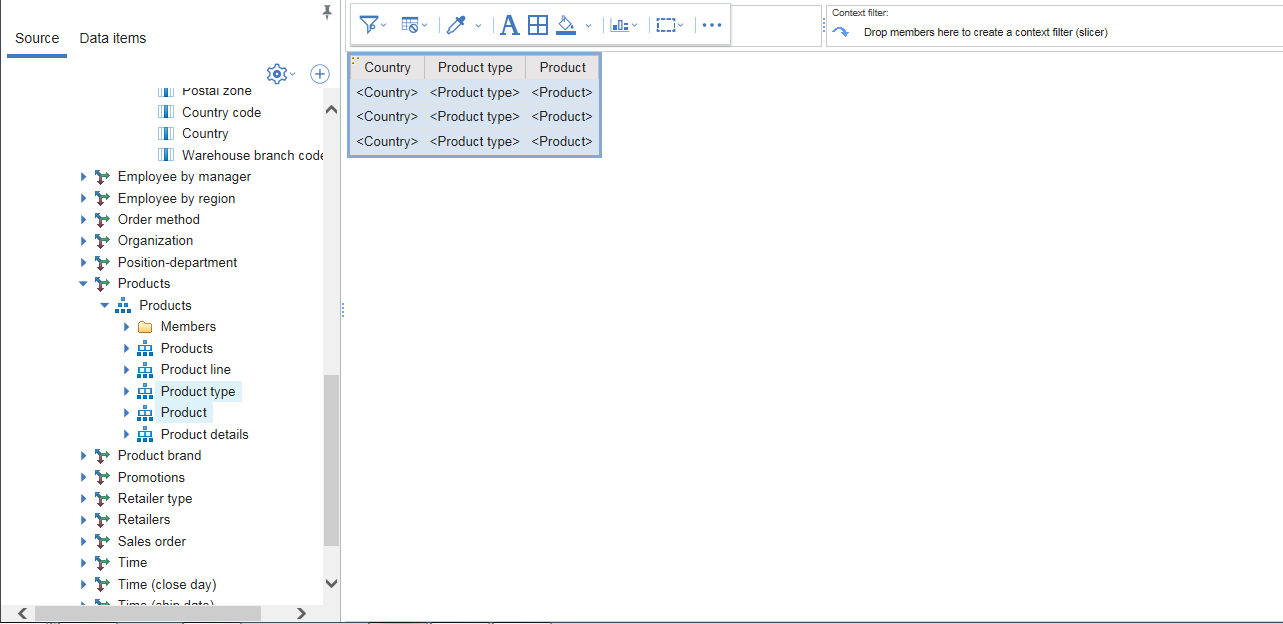 Source Data items
Postal zone
Country code
Country
Warehouse branch code
Employee by manager
Employee by region
Order method
Organization
Position-department
Products
Products
Members
Products
Product line
Product type
Product
Product details
Product brand
Promotions
Retailer type
Retailers
Sales order
Time
Time (close day)
Time (ship date)
A
Context filter:
Drop members here to create a context filter (slicer)
Country Product type Product
<Country> <Product type> <Product>
<Country> <Product type> <Product>
<Country> <Product type> <Product>